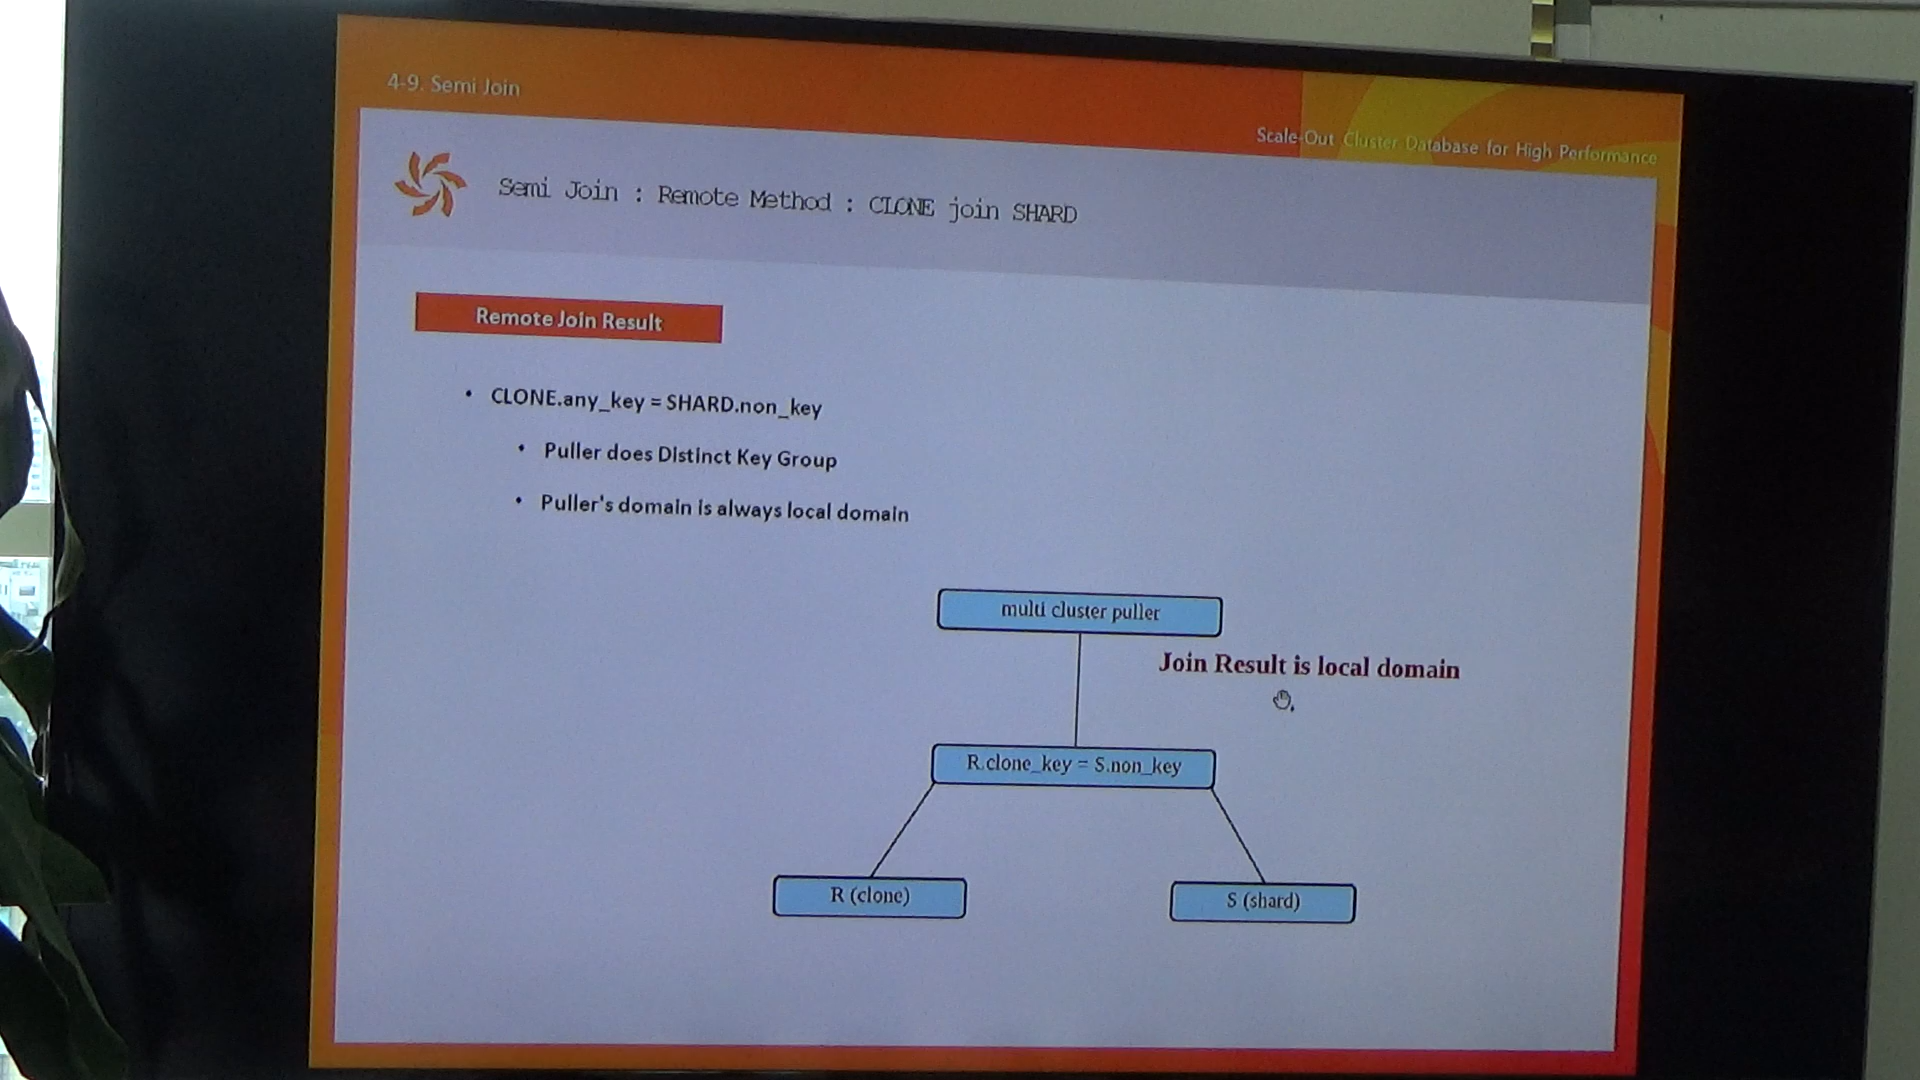 4-9. Semi Join
Scale-Out Cluster Database for High Performance
Semi Join : Remote Method : CLONE join SHARD
Remote Join Result
• CLONE.any_key = SHARD.non_key
• Puller does Distinct Key Group
• Puller's domain is always local domain
multi cluster puller
Join Result is local domain
R.clone_key = S.non_key
R (clone)
S (shard)